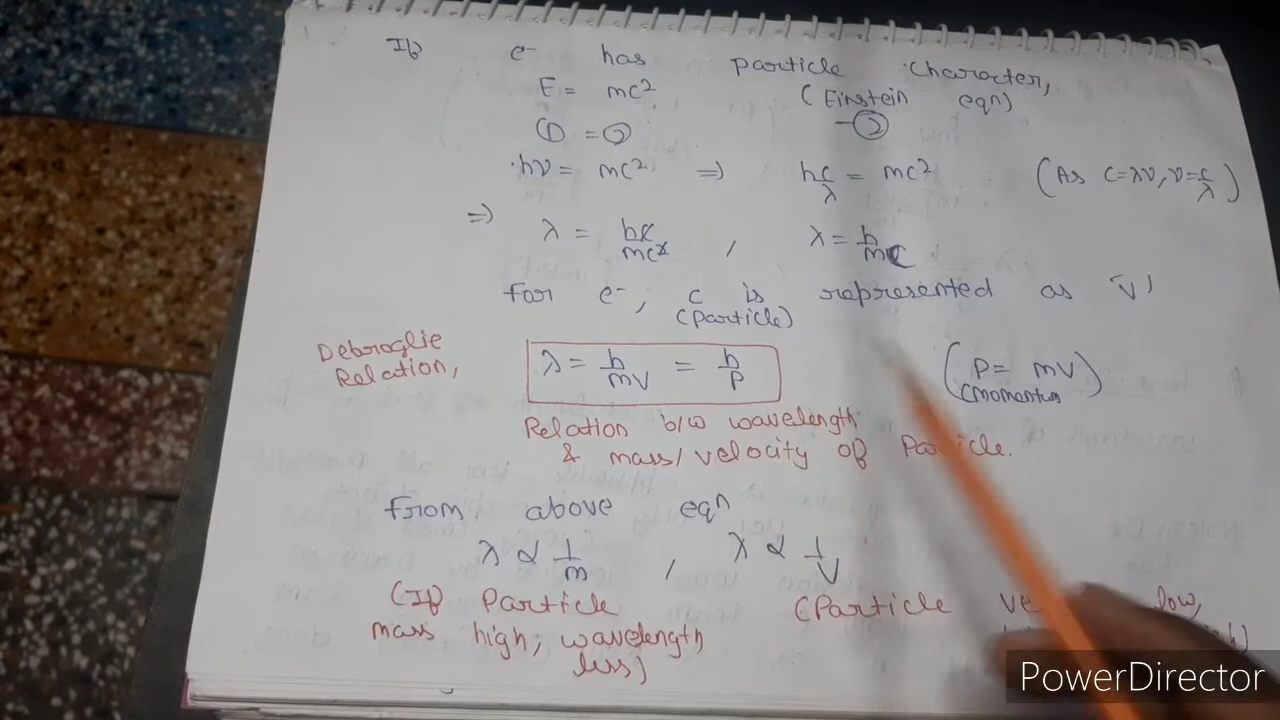 If e⁻ has particle character,
E = mc² (Einstein eqn)
① = ② -②
hν = mc² ⇒ hc/λ = mc² (As c=λν, ν=c/λ)
⇒ λ = hc/mc² , λ = h/mc
for e⁻, c is represented as 'v'
(particle)
Debroglie Relation, λ = h/mv = h/p (P = mv)
(momentum
Relation b/w wavelength
& mass/velocity of Particle.
from above eqn
λ ∝ 1/m , λ ∝ 1/v
(If Particle (Particle low,
mass high; wavelength
less)
PowerDirector